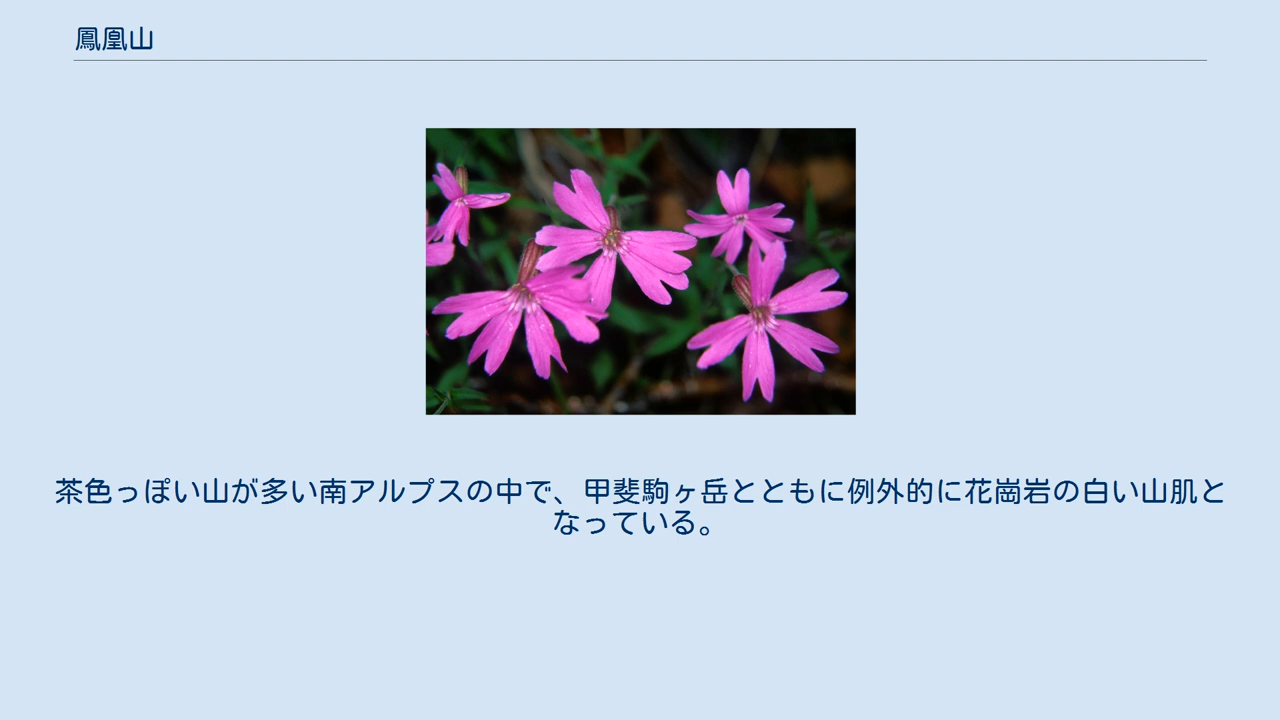 鳳凰山
茶色っぽい山が多い南アルプスの中で、甲斐駒ヶ岳とともに例外的に花崗岩の白い山肌と
なっている。